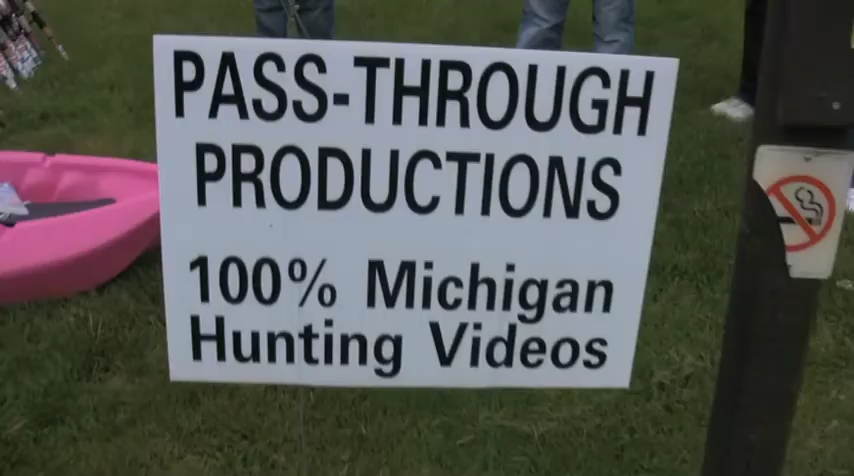 PASS-THROUGH
PRODUCTIONS
100% Michigan
Hunting Videos